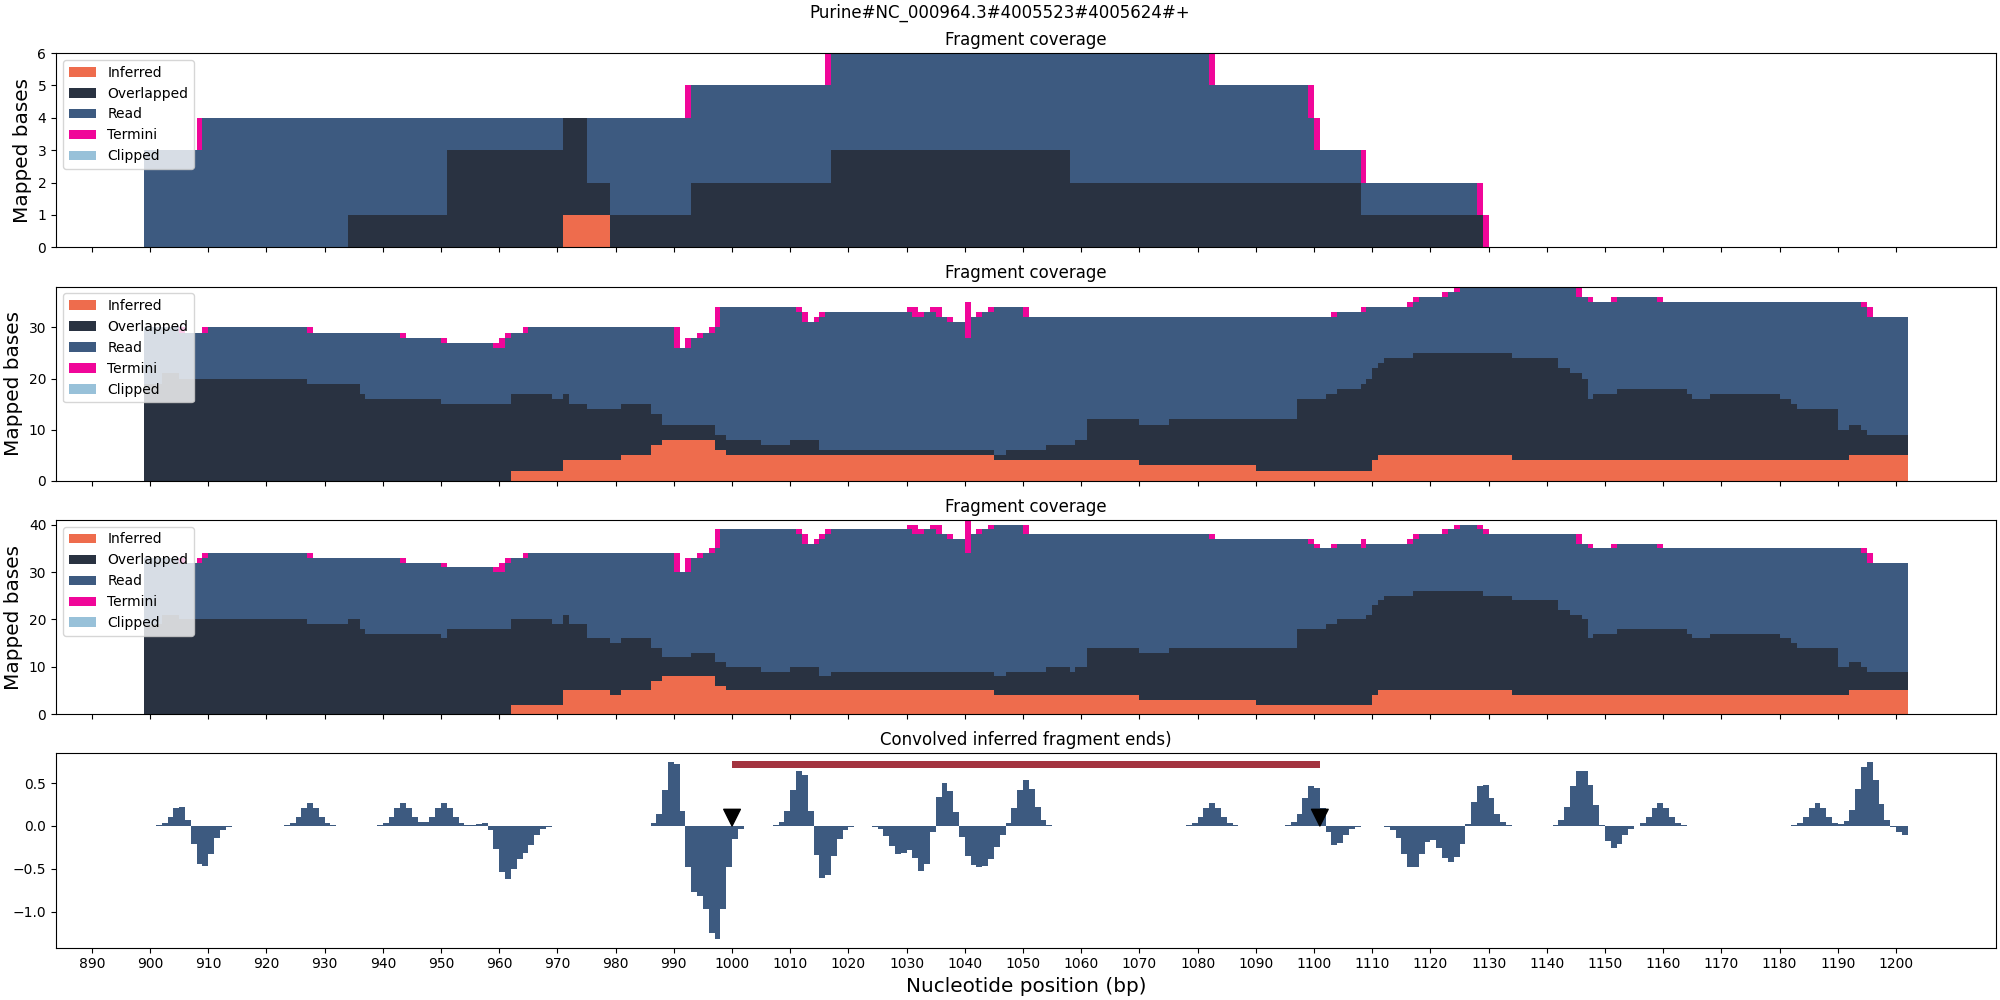 Purine#NC_000964.3#4005523#4005624#+
Fragment coverage
Mapped bases
6
5
4
3
2
1
0
Inferred
Overlapped
Read
Termini
Clipped
Fragment coverage
Mapped bases
30
20
10
0
Inferred
Overlapped
Read
Termini
Clipped
Fragment coverage
Mapped bases
40
30
20
10
0
Inferred
Overlapped
Read
Termini
Clipped
Convolved inferred fragment ends)
0.5
0.0
−0.5
−1.0
890 900 910 920 930 940 950 960 970 980 990 1000 1010 1020 1030 1040 1050 1060 1070 1080 1090 1100 1110 1120 1130 1140 1150 1160 1170 1180 1190 1200
Nucleotide position (bp)